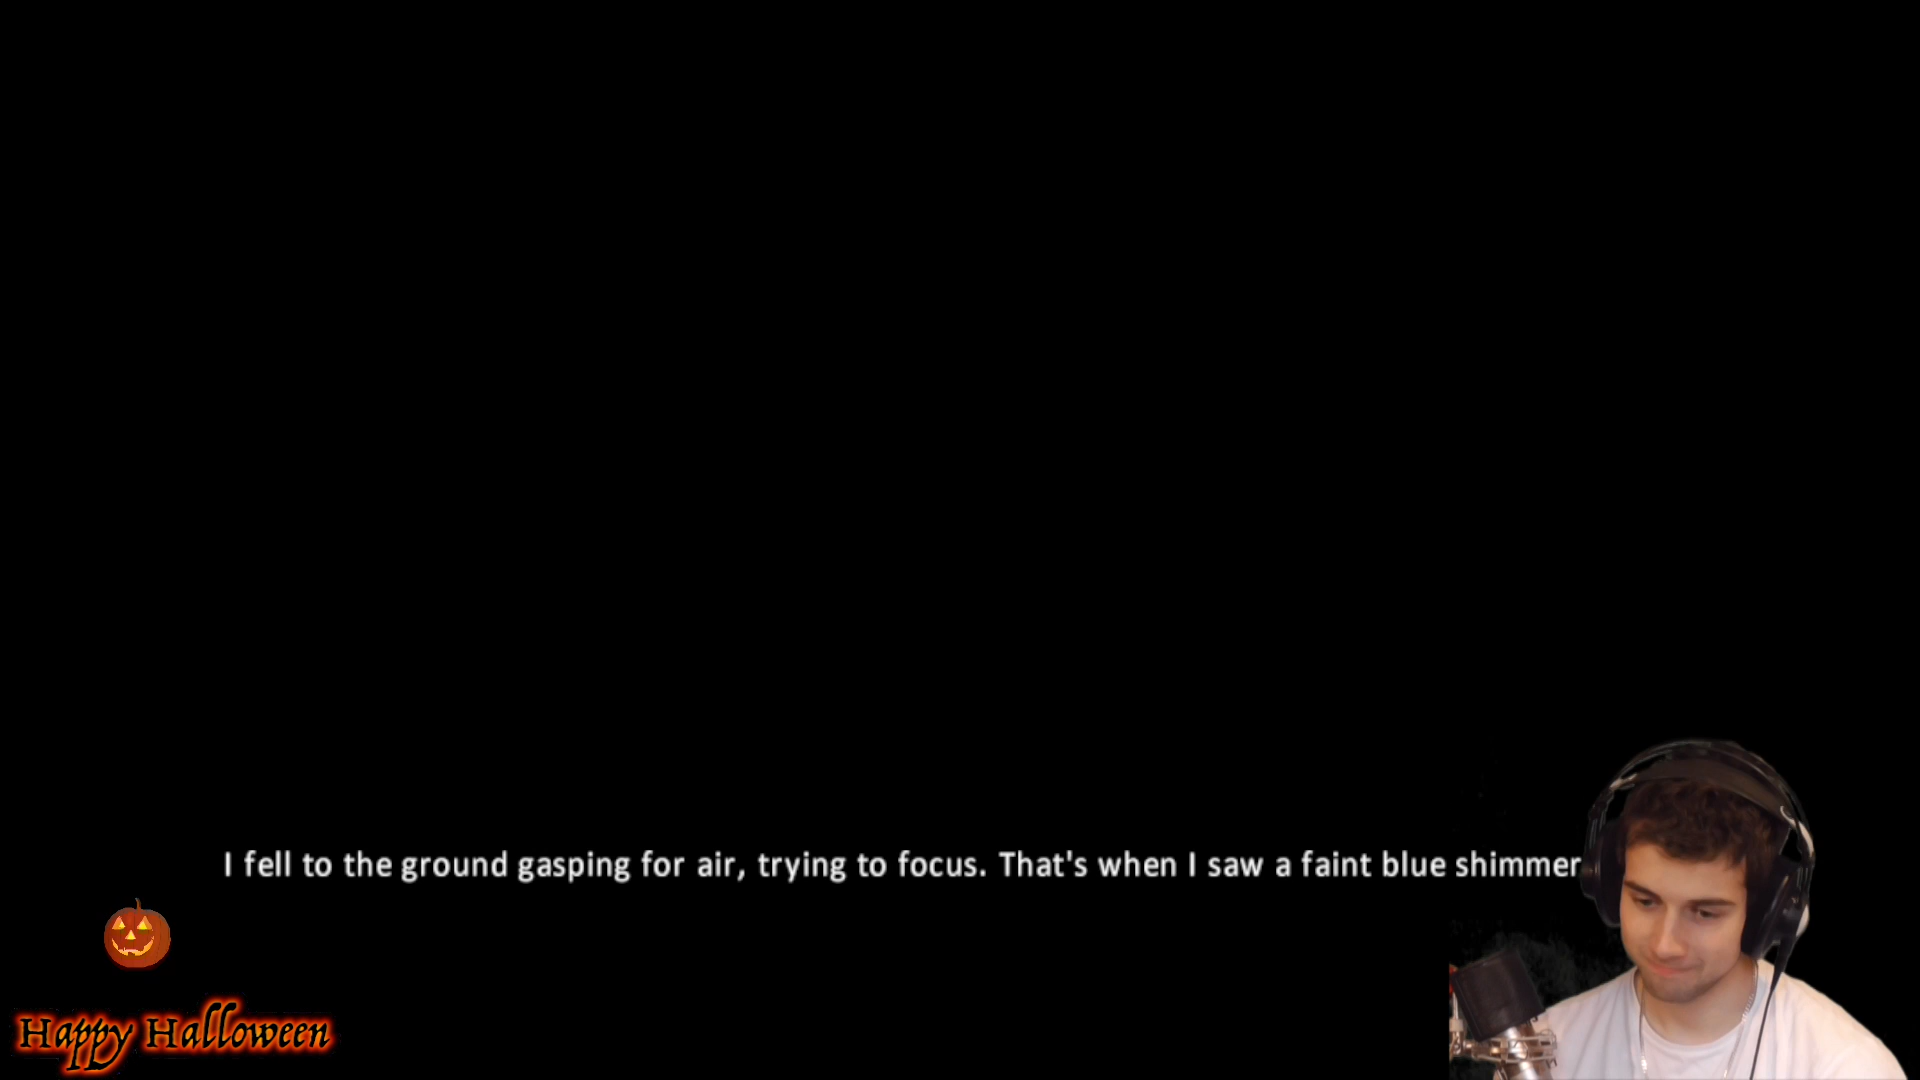 I fell to the ground gasping for air, trying to focus. That's when I saw a faint blue shimmer
Happy Halloween